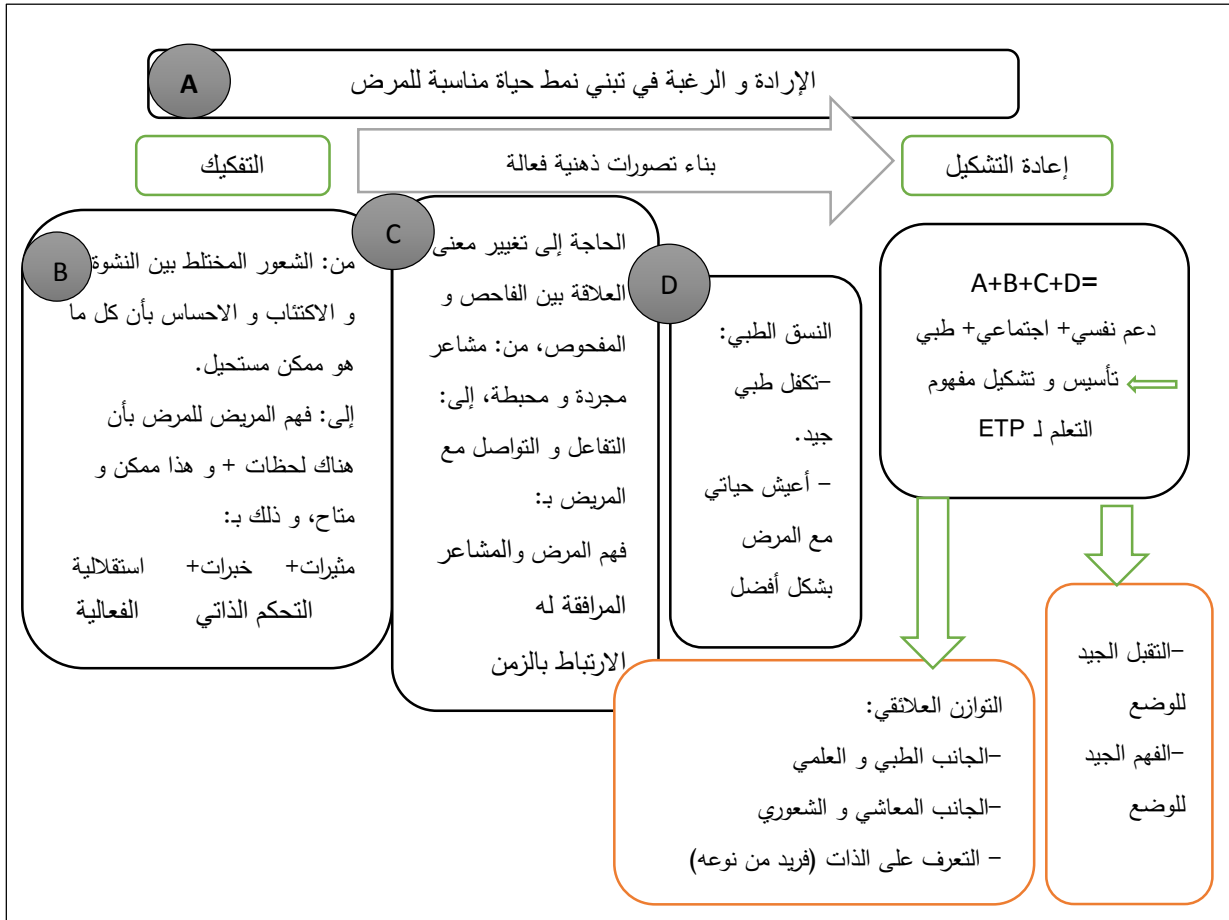 A
الإرادة و الرغبة في تبني نمط حياة مناسبة للمرض
التفكيك
بناء تصورات ذهنية فعالة
إعادة التشكيل
B
من: الشعور المختلط بين النشوة
و الاكتئاب و الاحساس بأن كل ما
هو ممكن مستحيل.
إلى: فهم المريض للمرض بأن
هناك لحظات + و هذا ممكن و
متاح، و ذلك بـ:
مثيرات+ خبرات+ استقلالية
التحكم الذاتي الفعالية
C
الحاجة إلى تغيير معنى
العلاقة بين الفاحص و
المفحوص، من: مشاعر
مجردة و محبطة، إلى:
التفاعل و التواصل مع
المريض بـ:
فهم المرض والمشاعر
المرافقة له
الارتباط بالزمن
D
النسق الطبي:
-تكفل طبي
جيد.
- أعيش حياتي
مع المرض
بشكل أفضل
A+B+C+D=
دعم نفسي+ اجتماعي+ طبي
تأسيس و تشكيل مفهوم
التعلم لـ ETP
التوازن العلائقي:
-الجانب الطبي و العلمي
-الجانب المعاشي و الشعوري
- التعرف على الذات (فريد من نوعه)
-التقبل الجيد
للوضع
-الفهم الجيد
للوضع